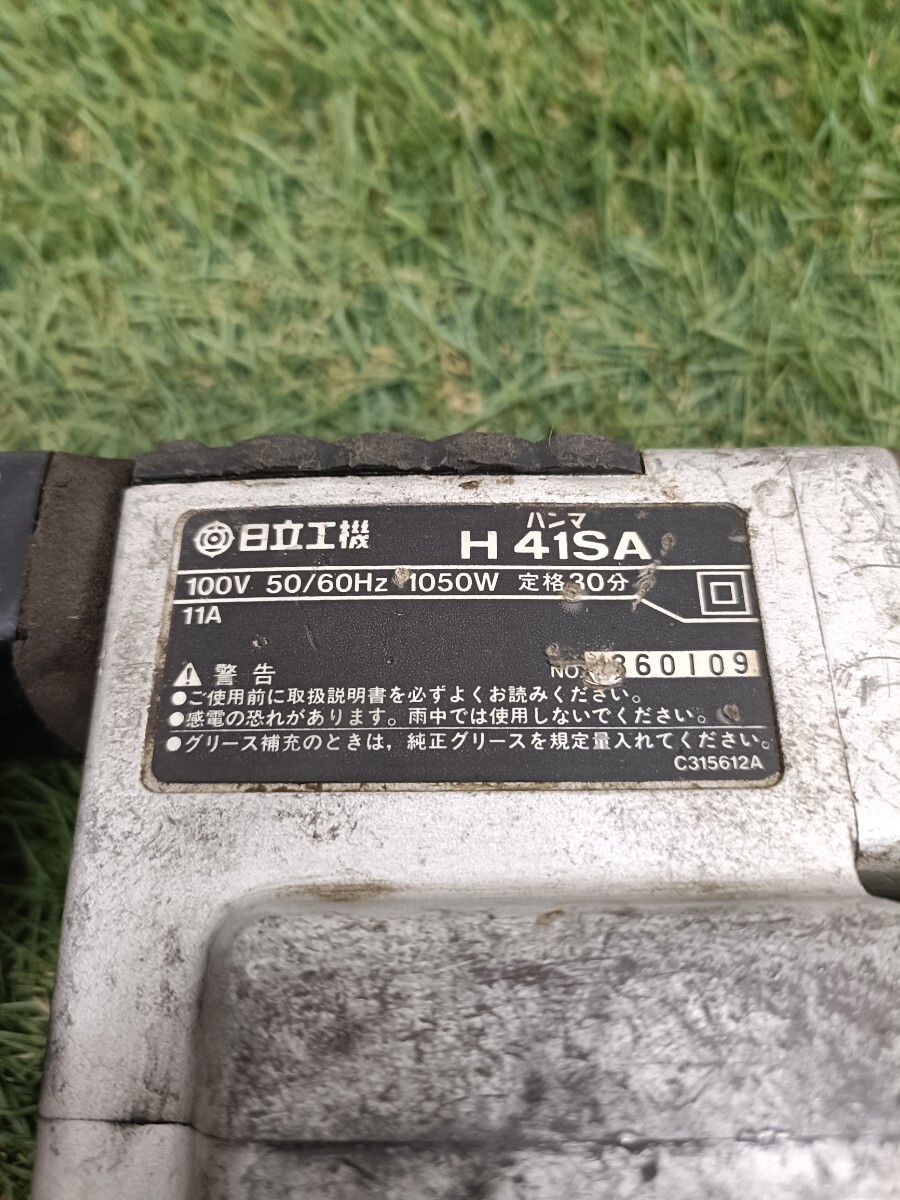 日立工機
ハンマ
H 41SA
100V 50/60Hz 1050W 定格30分
11A
警告
NO. 360109
●ご使用前に取扱説明書を必ずよくお読みください。
●感電の恐れがあります。雨中では使用しないでください。
●グリース補充のときは，純正グリースを規定量入れてください。
C315612A